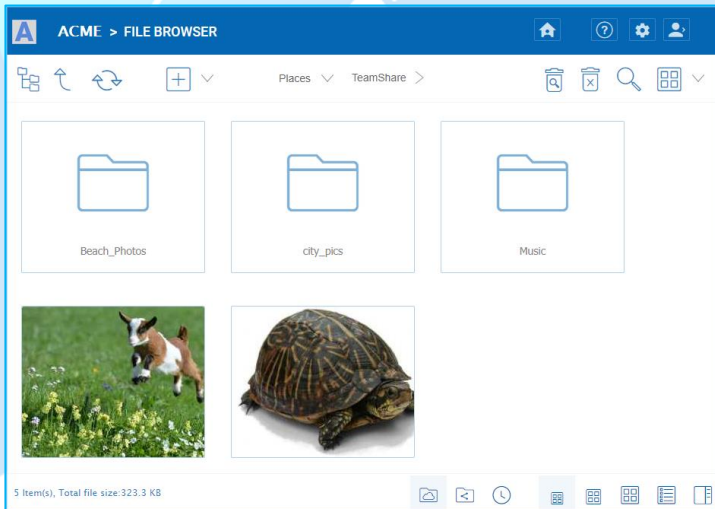 A ACME > FILE BROWSER
Places TeamShare
Beach_Photos city_pics Music
5 Item(s), Total file size:323.3 KB